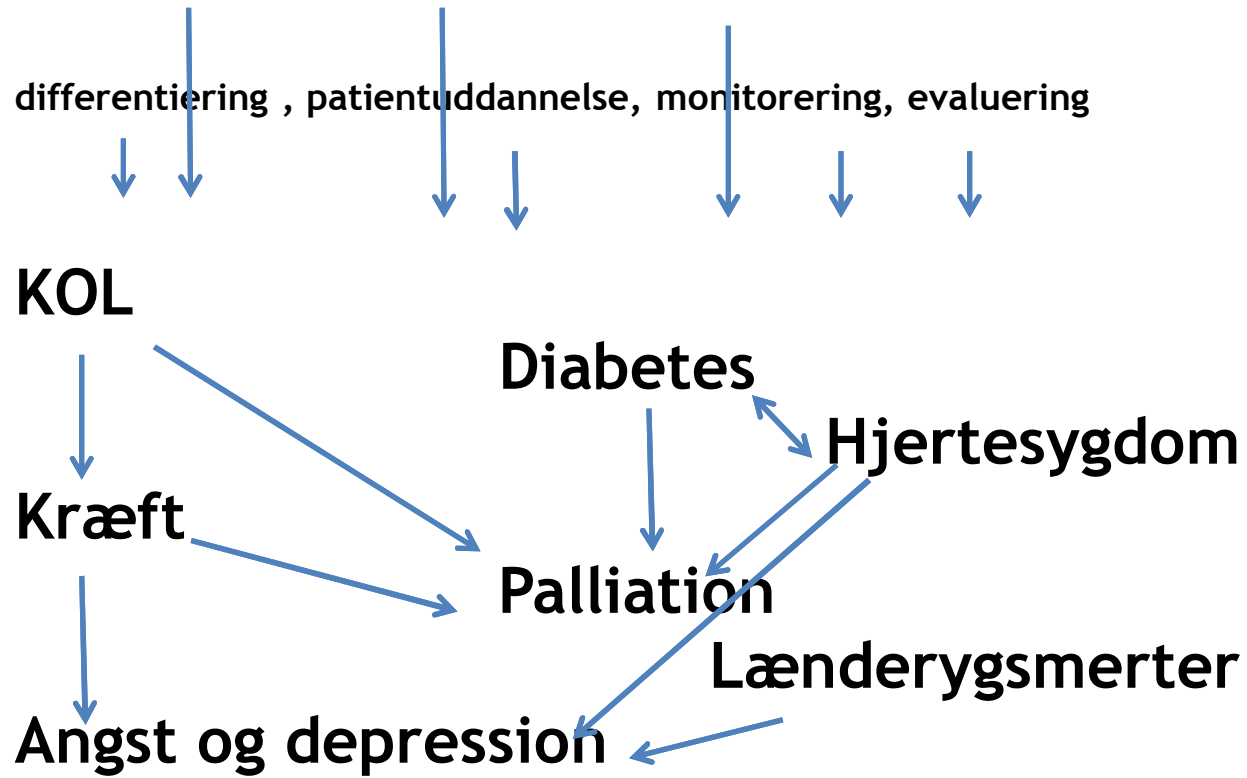 differentiering , patientuddannelse, monitorering, evaluering
KOL
Diabetes
Hjertesygdom
Kræft
Palliation
Lænderygsmerter
Angst og depression